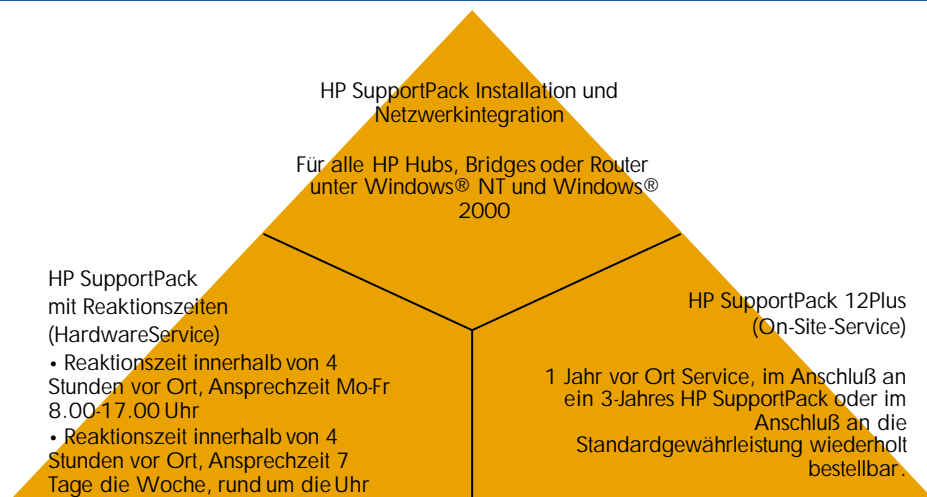 HP SupportPack Installation und
Netzwerkintegration
Für alle HP Hubs, Bridges oder Router
unter Windows® NT und Windows®
2000
HP SupportPack
mit Reaktionszeiten
(HardwareService)
• Reaktionszeit innerhalb von 4
Stunden vor Ort, Ansprechzeit Mo-Fr
8.00-17.00 Uhr
• Reaktionszeit innerhalb von 4
Stunden vor Ort, Ansprechzeit 7
Tage die Woche, rund um die Uhr
HP SupportPack 12Plus
(On-Site-Service)
1 Jahr vor Ort Service, im Anschluß an
ein 3-Jahres HP SupportPack oder im
Anschluß an die
Standardgewährleistung wiederholt
bestellbar.